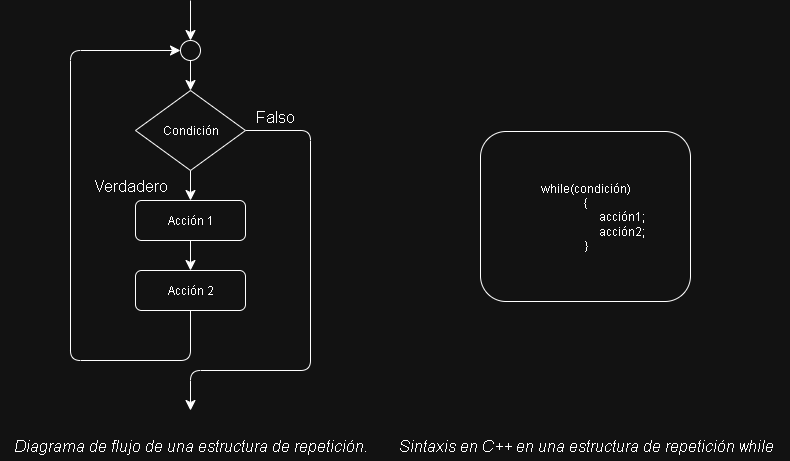 Condición
Falso
Verdadero
Acción 1
Acción 2
while(condición)
{
acción1;
acción2;
}
Diagrama de flujo de una estructura de repetición.
Sintaxis en C++ en una estructura de repetición while